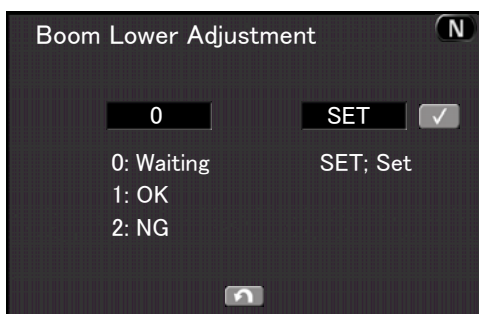 Boom Lower Adjustment N
0 SET
0: Waiting SET; Set
1: OK
2: NG